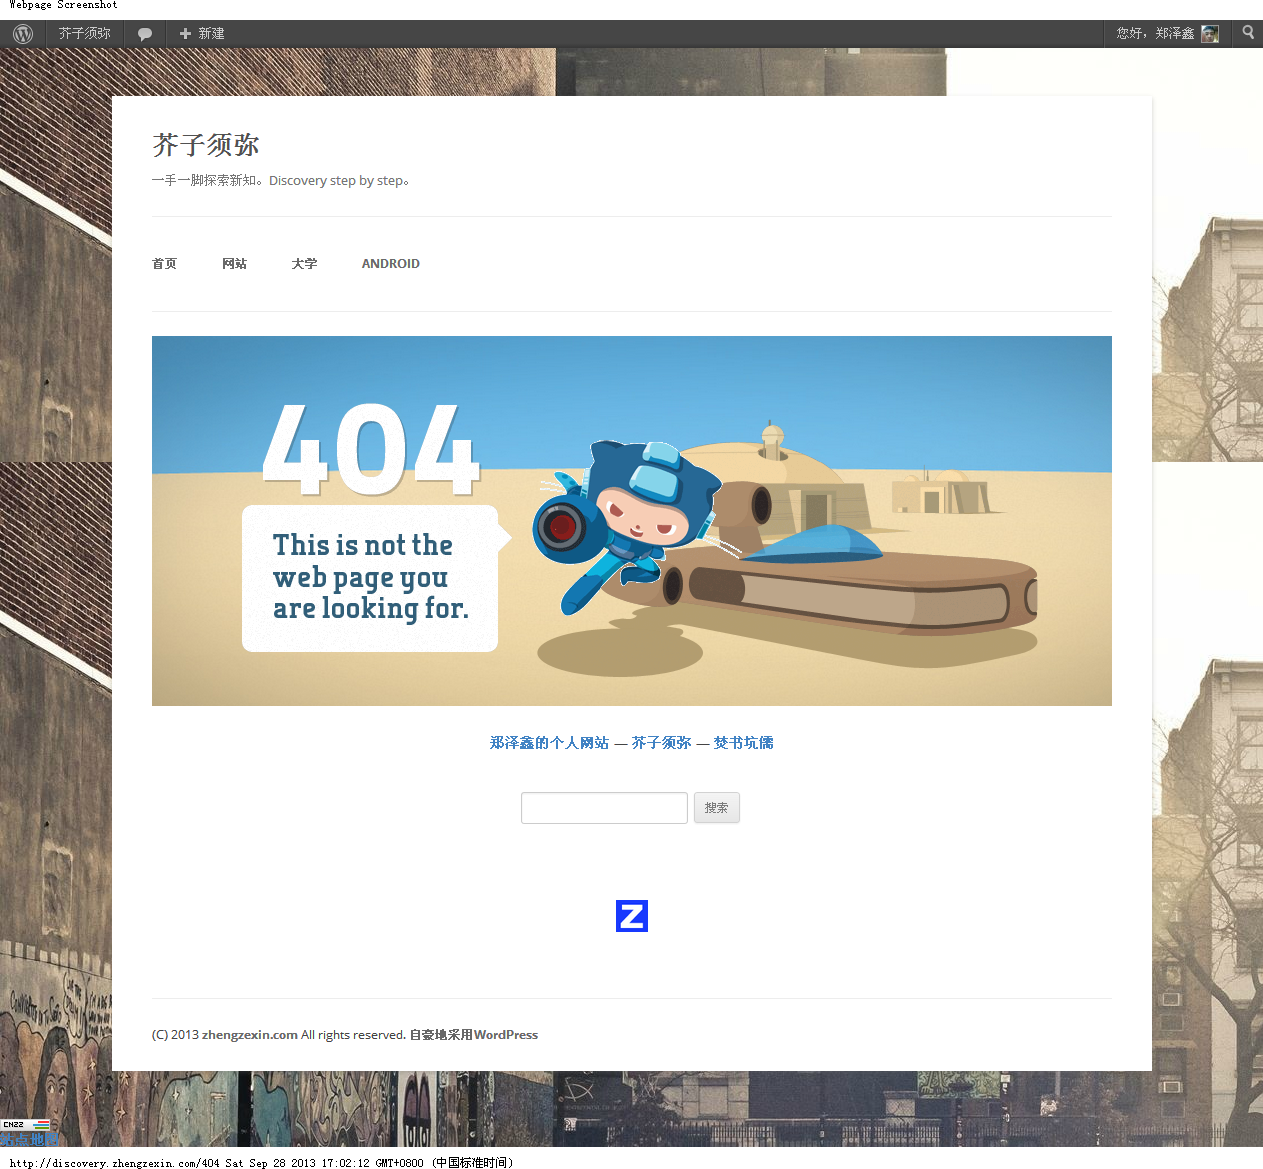 Webpage Screenshot
芥子须弥
新建
您好，郑泽鑫
芥子须弥
一手一脚探索新知。Discovery step by step。
首页
网站
大学
ANDROID
404
This is not the
web page you
are looking for.
郑泽鑫的个人网站 — 芥子须弥 — 焚书坑儒
搜索
Z
(C) 2013 zhengzexin.com All rights reserved. 自豪地采用WordPress
CNZZ
站点地图
http://discovery.zhengzexin.com/404 Sat Sep 28 2013 17:02:12 GMT+0800 (中国标准时间)